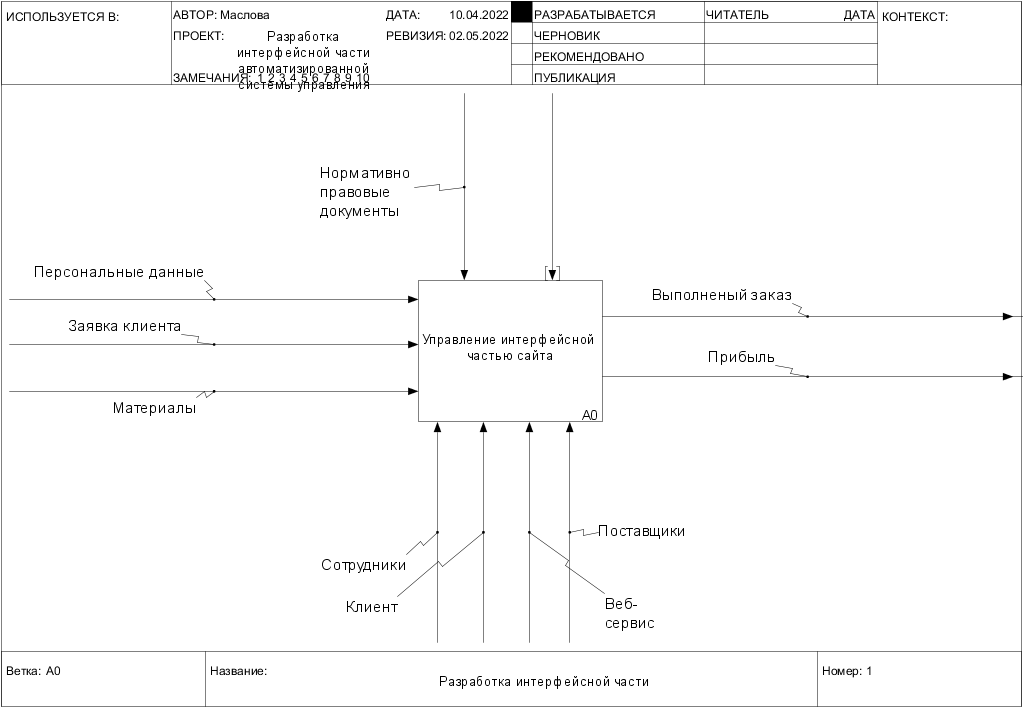 ИСПОЛЬЗУЕТСЯ В:
АВТОР: Маслова
ДАТА: 10.04.2022
ПРОЕКТ: Разработка
интерфейсной части
автоматизированной
системы управления
РЕВИЗИЯ: 02.05.2022
ЗАМЕЧАНИЯ: 1 2 3 4 5 6 7 8 9 10
РАЗРАБАТЫВАЕТСЯ
ЧЕРНОВИК
РЕКОМЕНДОВАНО
ПУБЛИКАЦИЯ
ЧИТАТЕЛЬ ДАТА
КОНТЕКСТ:
Нормативно
правовые
документы
Персональные данные
Заявка клиента
Материалы
Управление интерфейсной
частью сайта
A0
Выполненый заказ
Прибыль
Сотрудники
Клиент
Поставщики
Веб-
сервис
Ветка: A0
Название:
Разработка интерфейсной части
Номер: 1